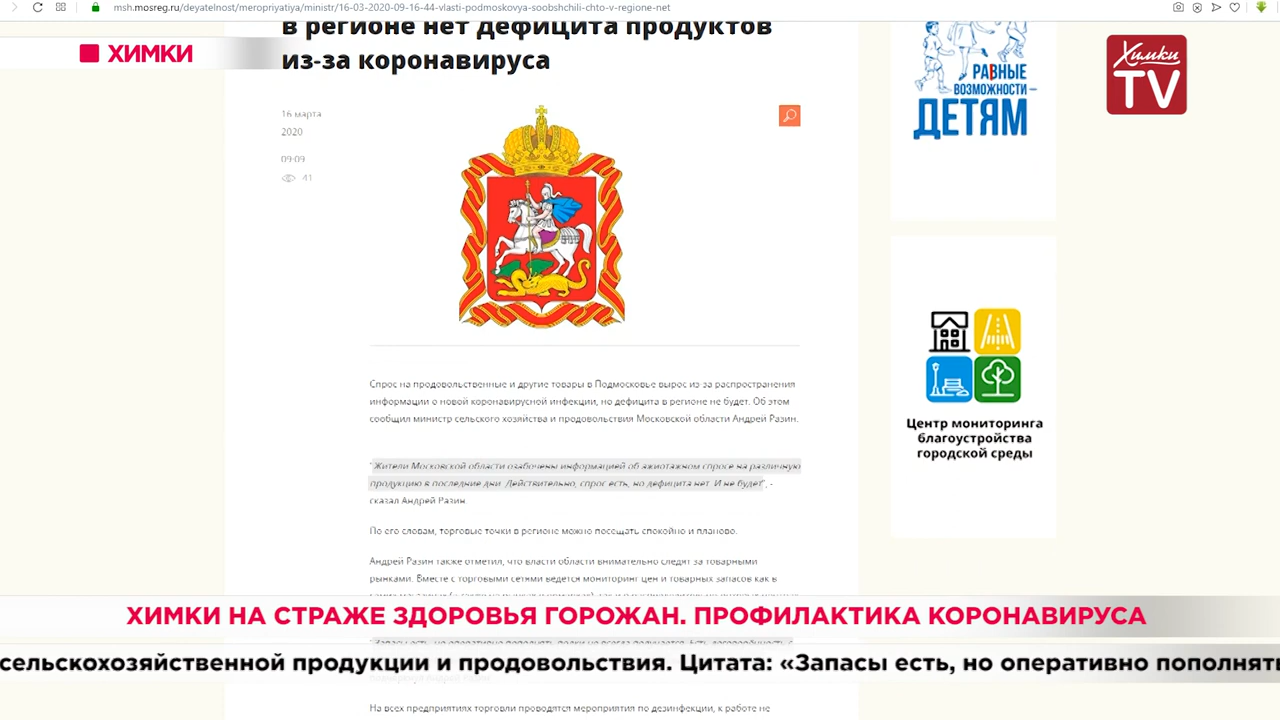 msh.mosreg.ru/deyatelnost/meropriyatiya/ministr/16-03-2020-09-16-44-vlasti-podmoskovya-soobshchili-chto-v-regione-net
в регионе нет дефицита продуктов
из-за коронавируса
ХИМКИ
Химки
TV
16 марта
2020
09:09
41
РАВНЫЕ
ВОЗМОЖНОСТИ –
ДЕТЯМ
Спрос на продовольственные и другие товары в Подмосковье вырос из-за распространения
информации о новой коронавирусной инфекции, но дефицита в регионе не будет. Об этом
сообщил министр сельского хозяйства и продовольствия Московской области Андрей Разин.
"Жители Московской области озабочены информацией об ажиотажном спросе на различную
продукцию в последние дни. Действительно, спрос есть, но дефицита нет. И не будет", -
сказал Андрей Разин.
По его словам, торговые точки в регионе можно посещать спокойно и планово.
Андрей Разин также отметил, что власти области внимательно следят за товарными
рынками. Вместе с торговыми сетями ведется мониторинг цен и товарных запасов как в
Центр мониторинга
благоустройства
городской среды
ХИМКИ НА СТРАЖЕ ЗДОРОВЬЯ ГОРОЖАН. ПРОФИЛАКТИКА КОРОНАВИРУСА
сельскохозяйственной продукции и продовольствия. Цитата: «Запасы есть, но оперативно пополнять
На всех предприятиях торговли проводятся мероприятия по дезинфекции, к работе не